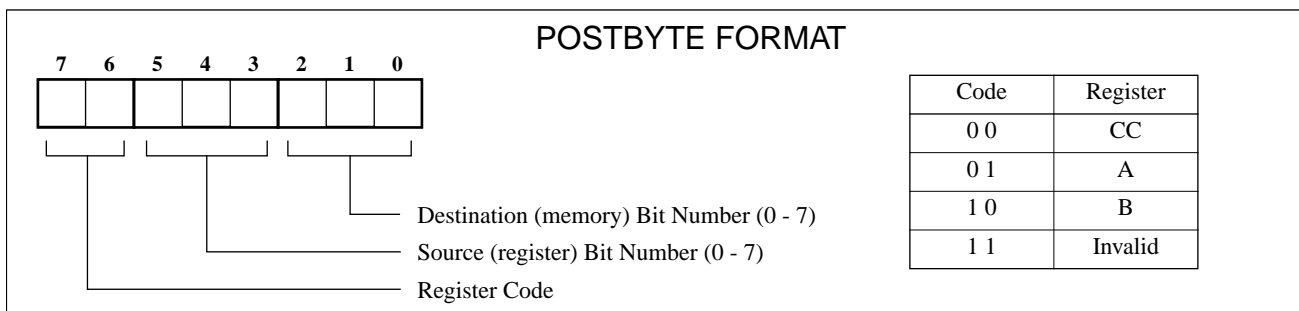 POSTBYTE FORMAT
7 6 5 4 3 2 1 0
Destination (memory) Bit Number (0 - 7)
Source (register) Bit Number (0 - 7)
Register Code
Code Register
0 0 CC
0 1 A
1 0 B
1 1 Invalid